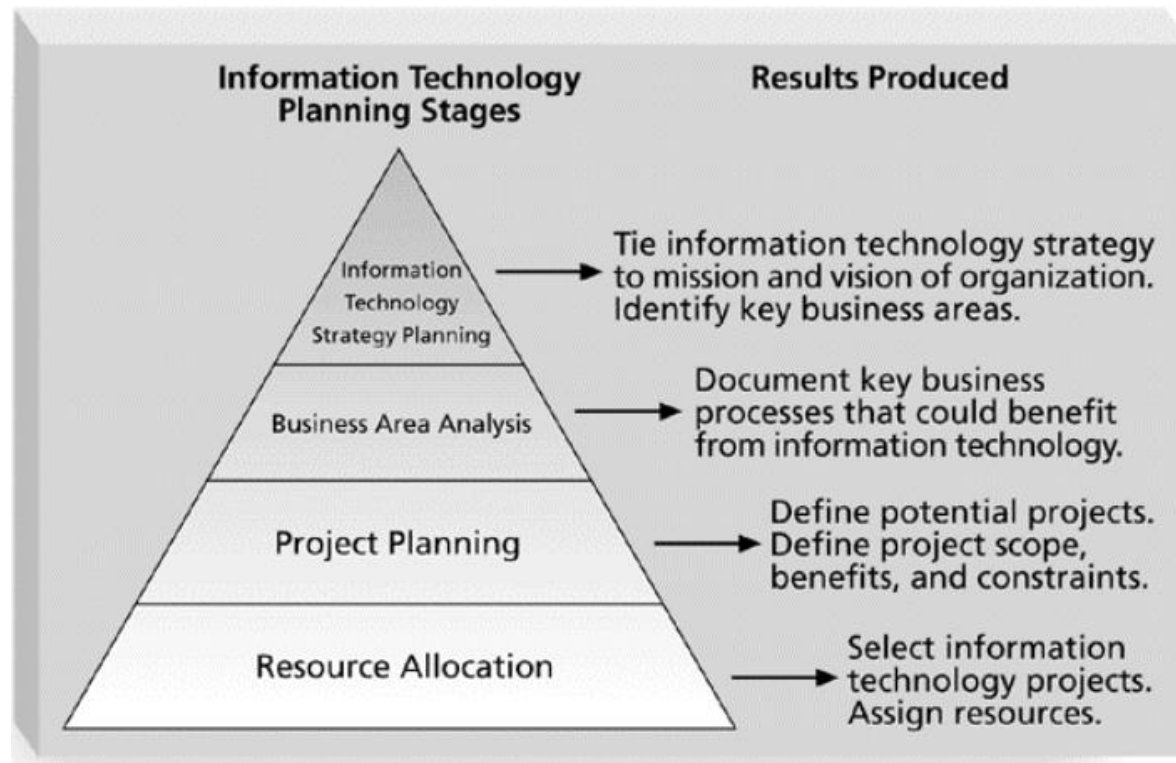 Information Technology
Planning Stages
Results Produced
Information
Technology
Strategy Planning
Tie information technology strategy
to mission and vision of organization.
Identify key business areas.
Business Area Analysis
Document key business
processes that could benefit
from information technology.
Project Planning
Define potential projects.
Define project scope,
benefits, and constraints.
Resource Allocation
Select information
technology projects.
Assign resources.